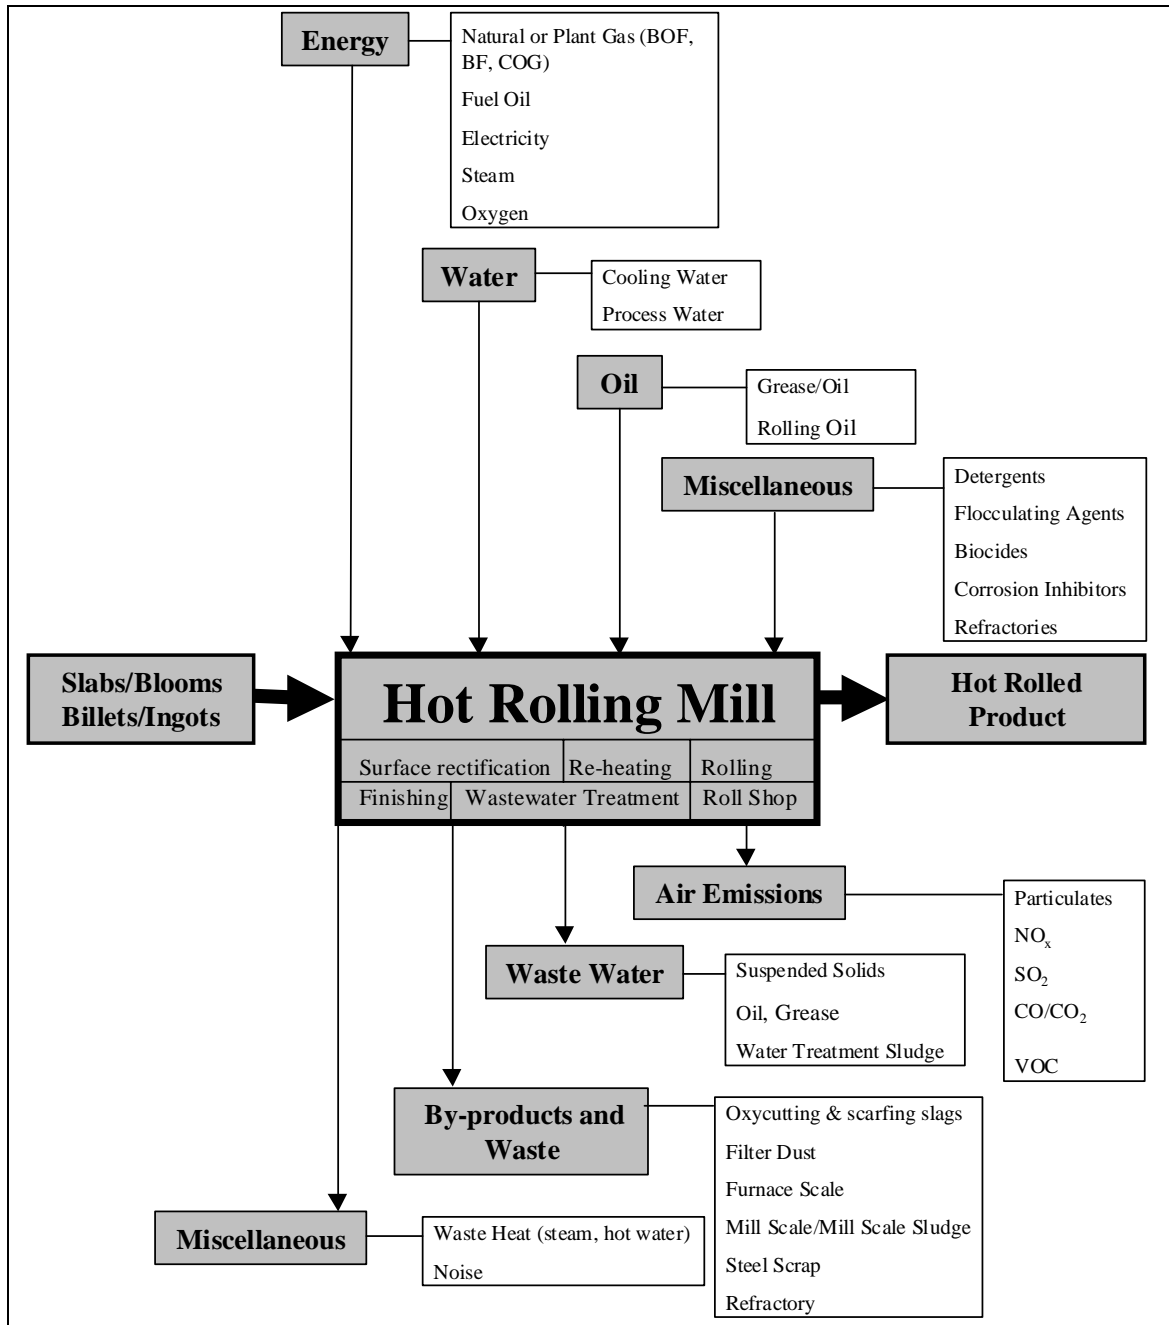 Energy
Natural or Plant Gas (BOF,
BF, COG)
Fuel Oil
Electricity
Steam
Oxygen
Water
Cooling Water
Process Water
Oil
Grease/Oil
Rolling Oil
Miscellaneous
Detergents
Flocculating Agents
Biocides
Corrosion Inhibitors
Refractories
Slabs/Blooms
Billets/Ingots
Hot Rolling Mill
Surface rectification
Re-heating
Rolling
Finishing
Wastewater Treatment
Roll Shop
Hot Rolled
Product
Air Emissions
Particulates
NOx
SO2
CO/CO2
VOC
Waste Water
Suspended Solids
Oil, Grease
Water Treatment Sludge
By-products and
Waste
Oxycutting & scarfing slags
Filter Dust
Furnace Scale
Mill Scale/Mill Scale Sludge
Steel Scrap
Refractory
Miscellaneous
Waste Heat (steam, hot water)
Noise